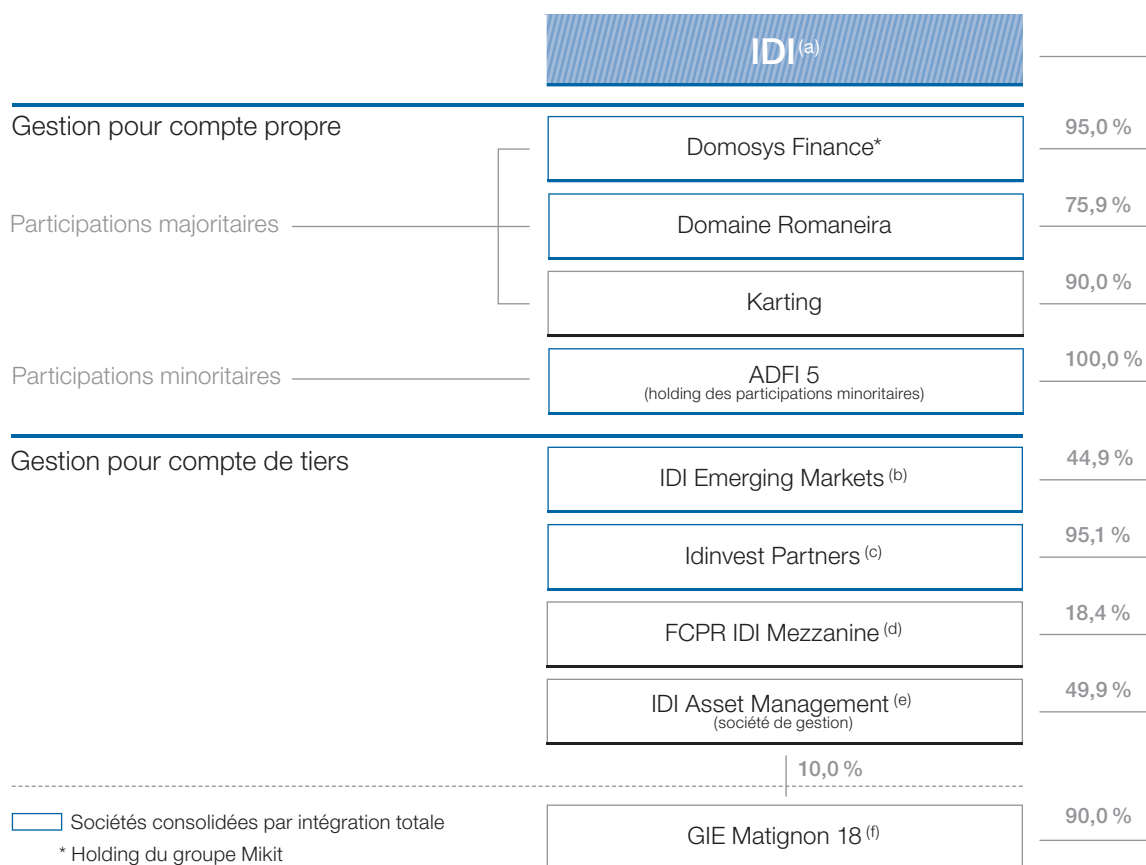 IDI (a)
Gestion pour compte propre
95,0 %
Domosys Finance*
Participations majoritaires
75,9 %
Domaine Romaneira
90,0 %
Karting
Participations minoritaires
100,0 %
ADFI 5
(holding des participations minoritaires)
Gestion pour compte de tiers
44,9 %
IDI Emerging Markets (b)
95,1 %
Idinvest Partners (c)
18,4 %
FCPR IDI Mezzanine (d)
49,9 %
IDI Asset Management (e)
(société de gestion)
10,0 %
90,0 %
GIE Matignon 18 (f)
Sociétés consolidées par intégration totale
* Holding du groupe Mikit